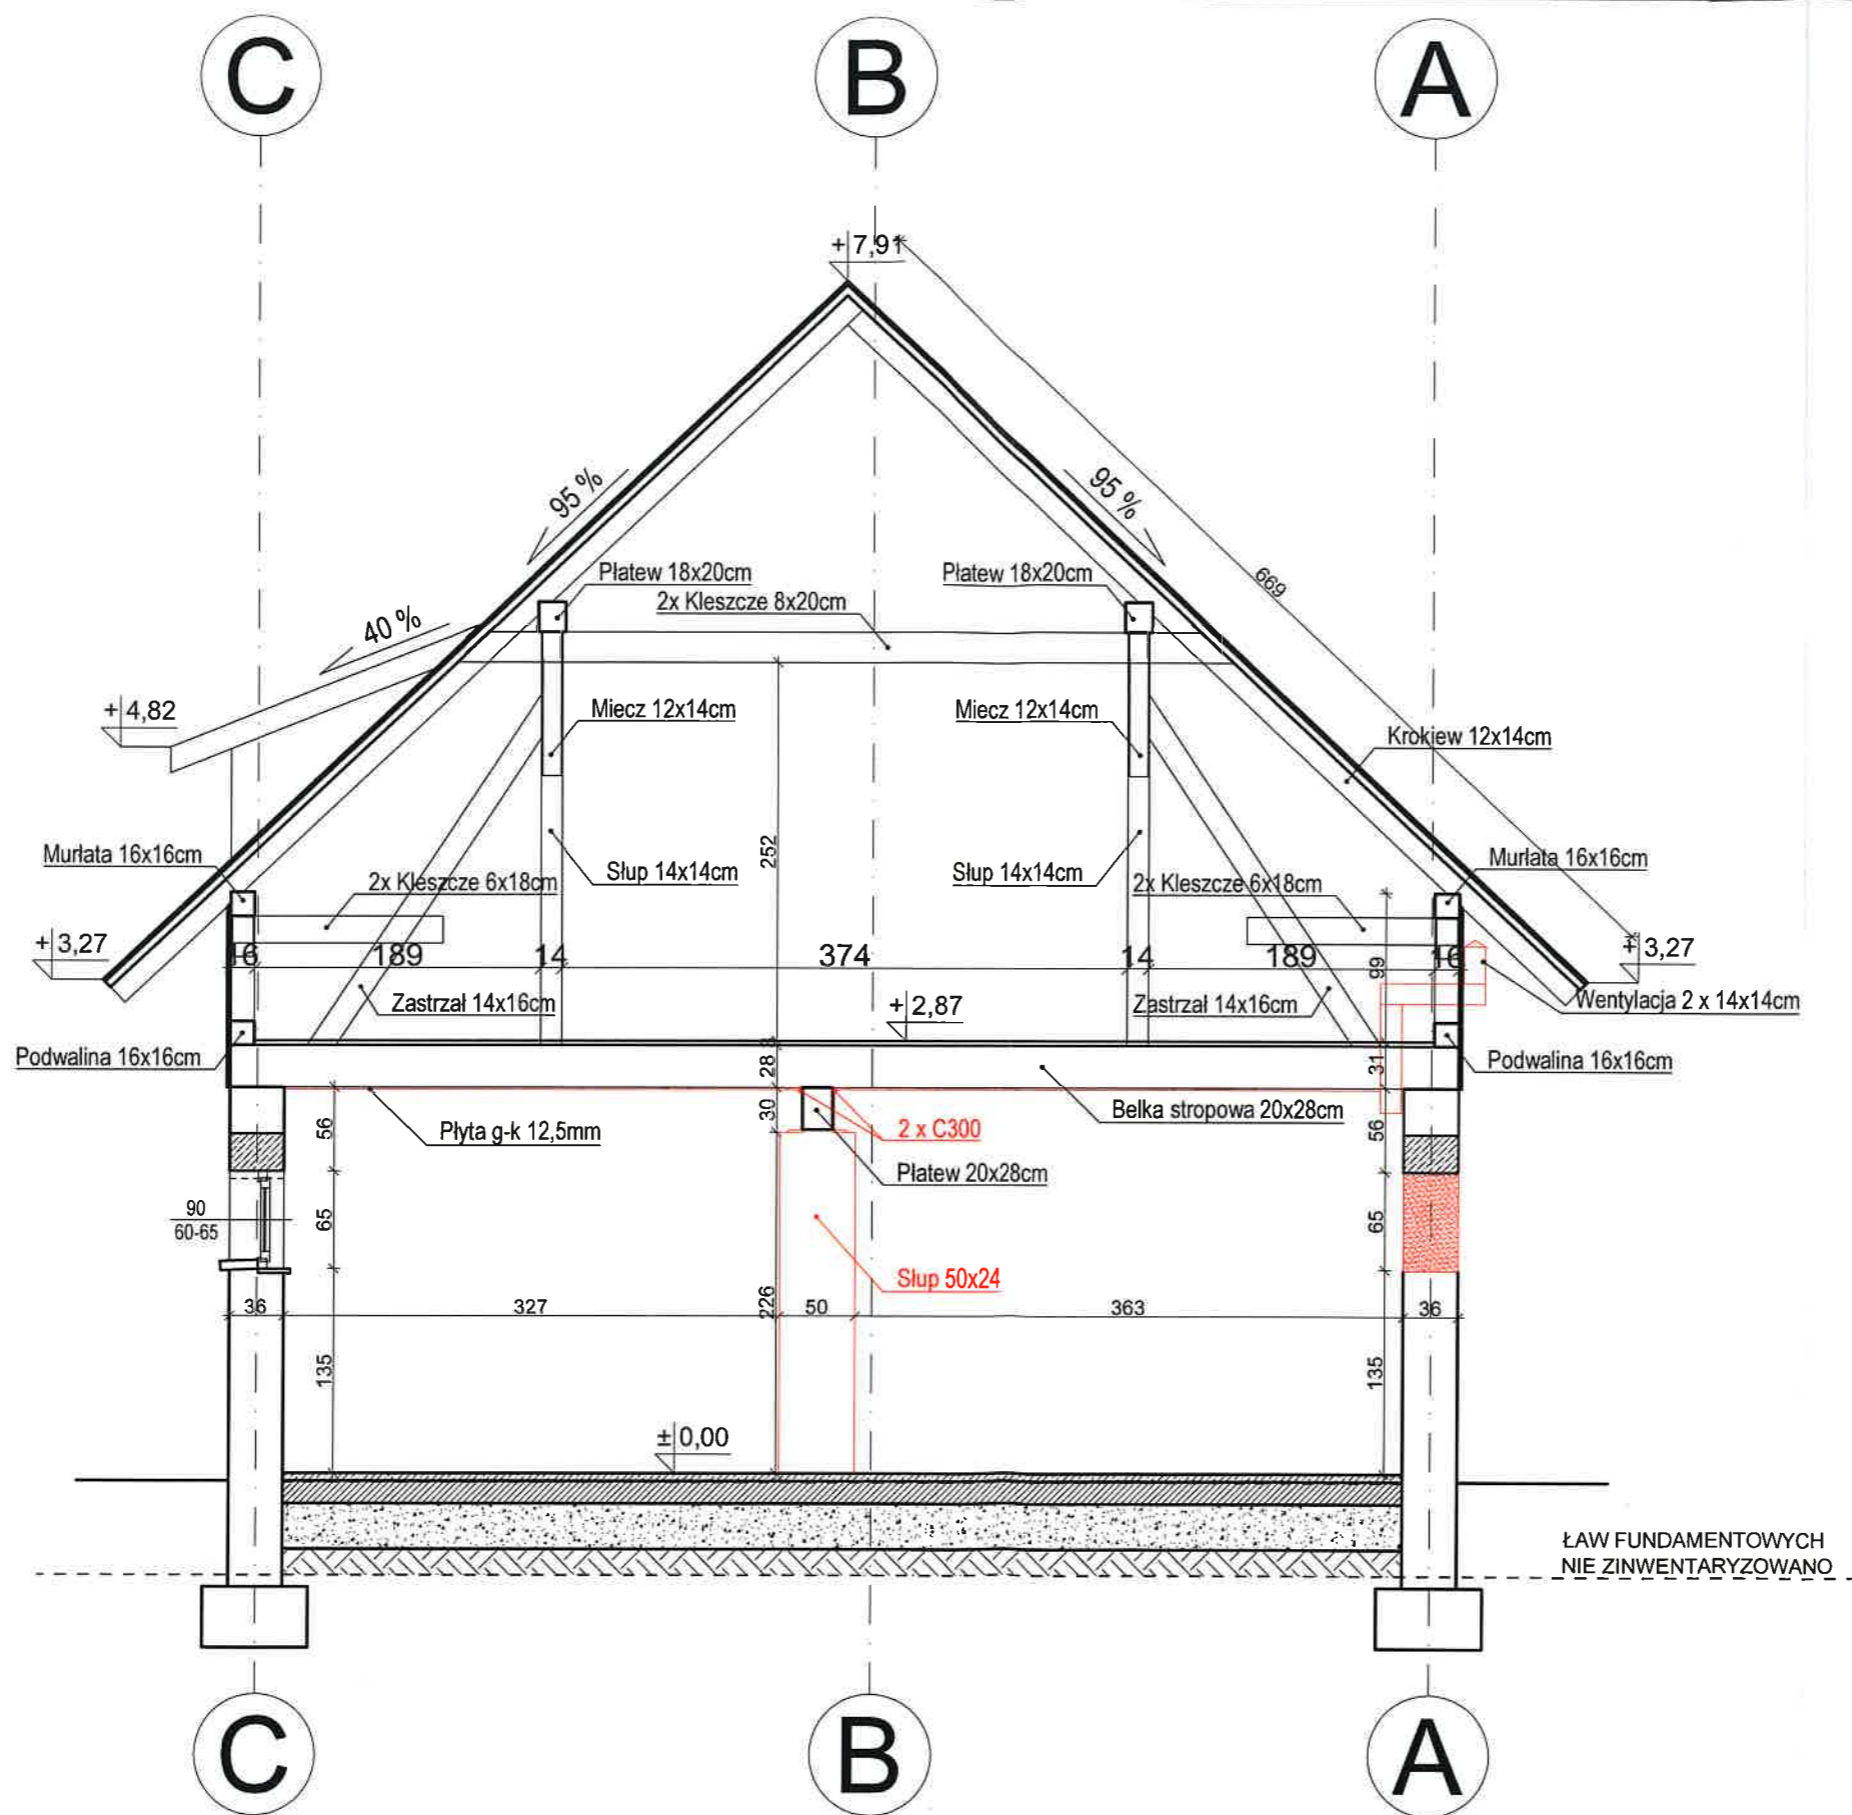 C B A
+7,91
95 % 95 %
669
Płatew 18x20cm Płatew 18x20cm
2x Kleszcze 8x20cm
40 %
+4,82
Miecz 12x14cm Miecz 12x14cm
Krokiew 12x14cm
252
Murłata 16x16cm Murłata 16x16cm
Słup 14x14cm Słup 14x14cm
2x Kleszcze 6x18cm 2x Kleszcze 6x18cm
+3,27 +3,27
16 189 14 374 14 189 16
99
Zastrzał 14x16cm +2,87 Zastrzał 14x16cm Wentylacja 2 x 14x14cm
3
Podwalina 16x16cm 28 31 Podwalina 16x16cm
30 Belka stropowa 20x28cm
56 Płyta g-k 12,5mm 2 x C300 56
Płatew 20x28cm
90
60-65
65 65
Słup 50x24
36 327 226 50 363 36
135 135
±0,00
ŁAW FUNDAMENTOWYCH
NIE ZINWENTARYZOWANO
C B A